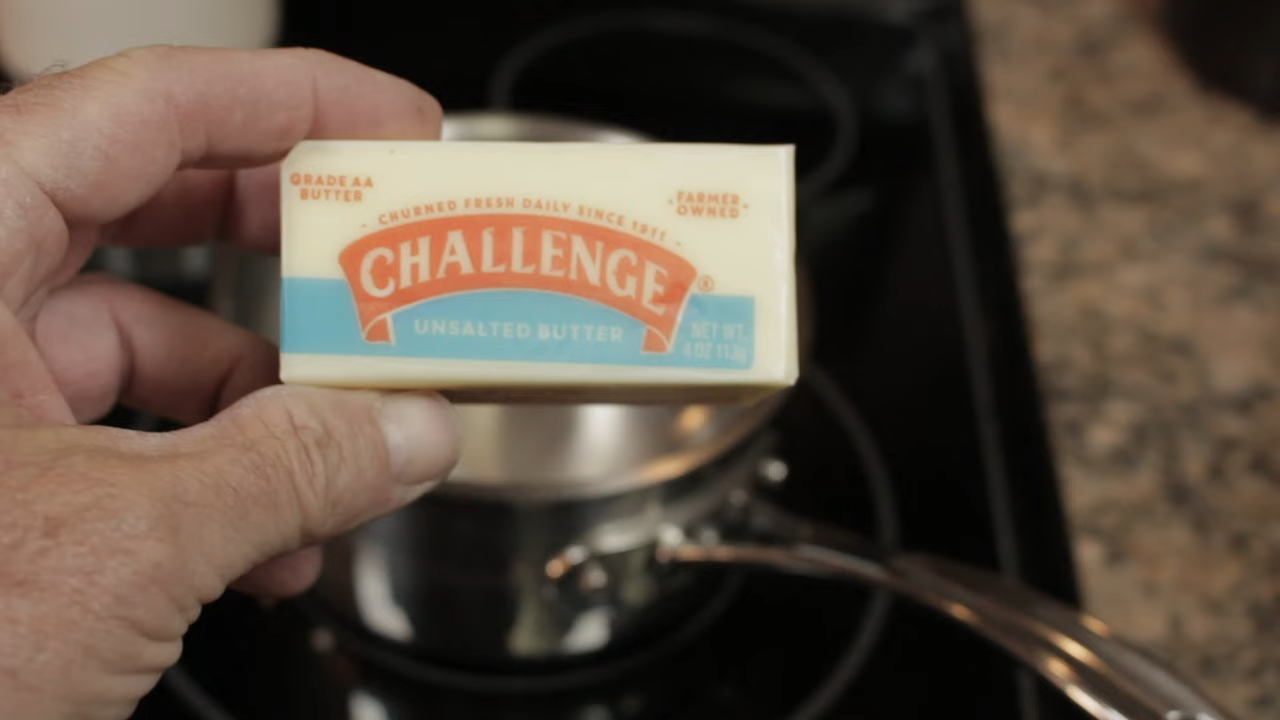 GRADE AA
BUTTER
· FARMER ·
OWNED
- CHURNED FRESH DAILY SINCE 1911 -
CHALLENGE®
UNSALTED BUTTER
NET WT.
4 OZ 113g